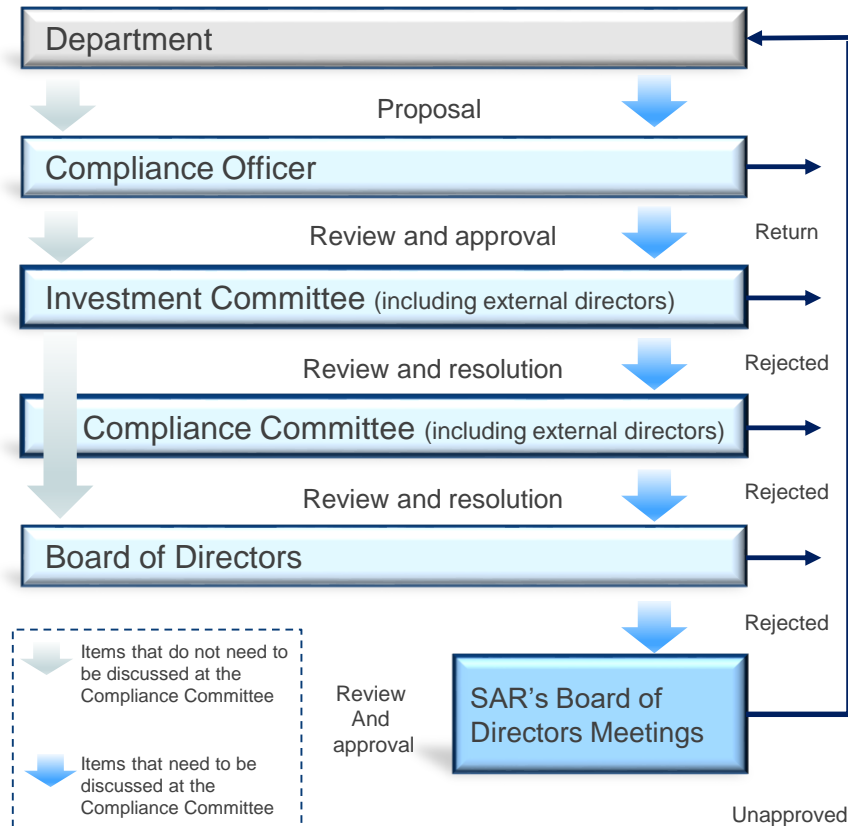 Department
Proposal
Compliance Officer
Review and approval
Return
Investment Committee (including external directors)
Review and resolution
Rejected
Compliance Committee (including external directors)
Review and resolution
Rejected
Board of Directors
Rejected
Items that do not need to
be discussed at the
Compliance Committee
Review
And
approval
SAR's Board of
Directors Meetings
Items that need to be
discussed at the
Compliance Committee
Unapproved